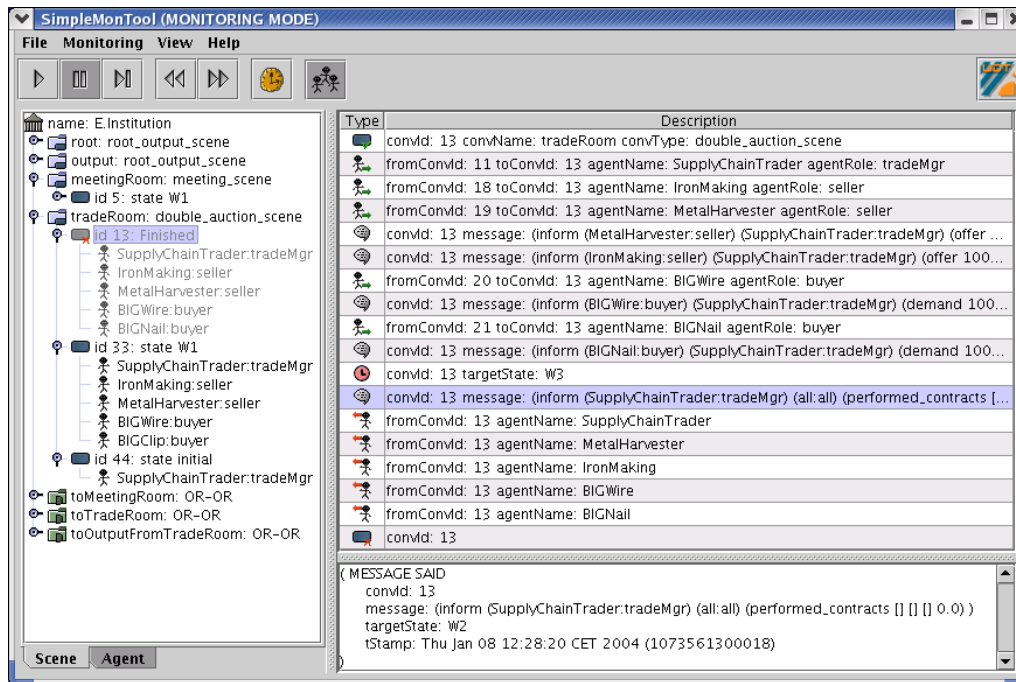 SimpleMonTool (MONITORING MODE)
File Monitoring View Help
name: E.Institution
root: root_output_scene
output: root_output_scene
meetingRoom: meeting_scene
id 5: state W1
tradeRoom: double_auction_scene
id 13: Finished
SupplyChainTrader:tradeMgr
IronMaking:seller
MetalHarvester:seller
BIGWire:buyer
BIGNail:buyer
id 33: state W1
SupplyChainTrader:tradeMgr
IronMaking:seller
MetalHarvester:seller
BIGWire:buyer
BIGClip:buyer
id 44: state initial
SupplyChainTrader:tradeMgr
toMeetingRoom: OR-OR
toTradeRoom: OR-OR
toOutputFromTradeRoom: OR-OR
Scene Agent
Type Description
convId: 13 convName: tradeRoom convType: double_auction_scene
fromConvId: 11 toConvId: 13 agentName: SupplyChainTrader agentRole: tradeMgr
fromConvId: 18 toConvId: 13 agentName: IronMaking agentRole: seller
fromConvId: 19 toConvId: 13 agentName: MetalHarvester agentRole: seller
convId: 13 message: (inform (MetalHarvester:seller) (SupplyChainTrader:tradeMgr) (offer ...
convId: 13 message: (inform (IronMaking:seller) (SupplyChainTrader:tradeMgr) (offer 100...
fromConvId: 20 toConvId: 13 agentName: BIGWire agentRole: buyer
convId: 13 message: (inform (BIGWire:buyer) (SupplyChainTrader:tradeMgr) (demand 100...
fromConvId: 21 toConvId: 13 agentName: BIGNail agentRole: buyer
convId: 13 message: (inform (BIGNail:buyer) (SupplyChainTrader:tradeMgr) (demand 100...
convId: 13 targetState: W3
convId: 13 message: (inform (SupplyChainTrader:tradeMgr) (all:all) (performed_contracts [...
fromConvId: 13 agentName: SupplyChainTrader
fromConvId: 13 agentName: MetalHarvester
fromConvId: 13 agentName: IronMaking
fromConvId: 13 agentName: BIGWire
fromConvId: 13 agentName: BIGNail
convId: 13
( MESSAGE SAID
convId: 13
message: (inform (SupplyChainTrader:tradeMgr) (all:all) (performed_contracts [] [] [] 0.0) )
targetState: W2
tStamp: Thu Jan 08 12:28:20 CET 2004 (1073561300018)
)